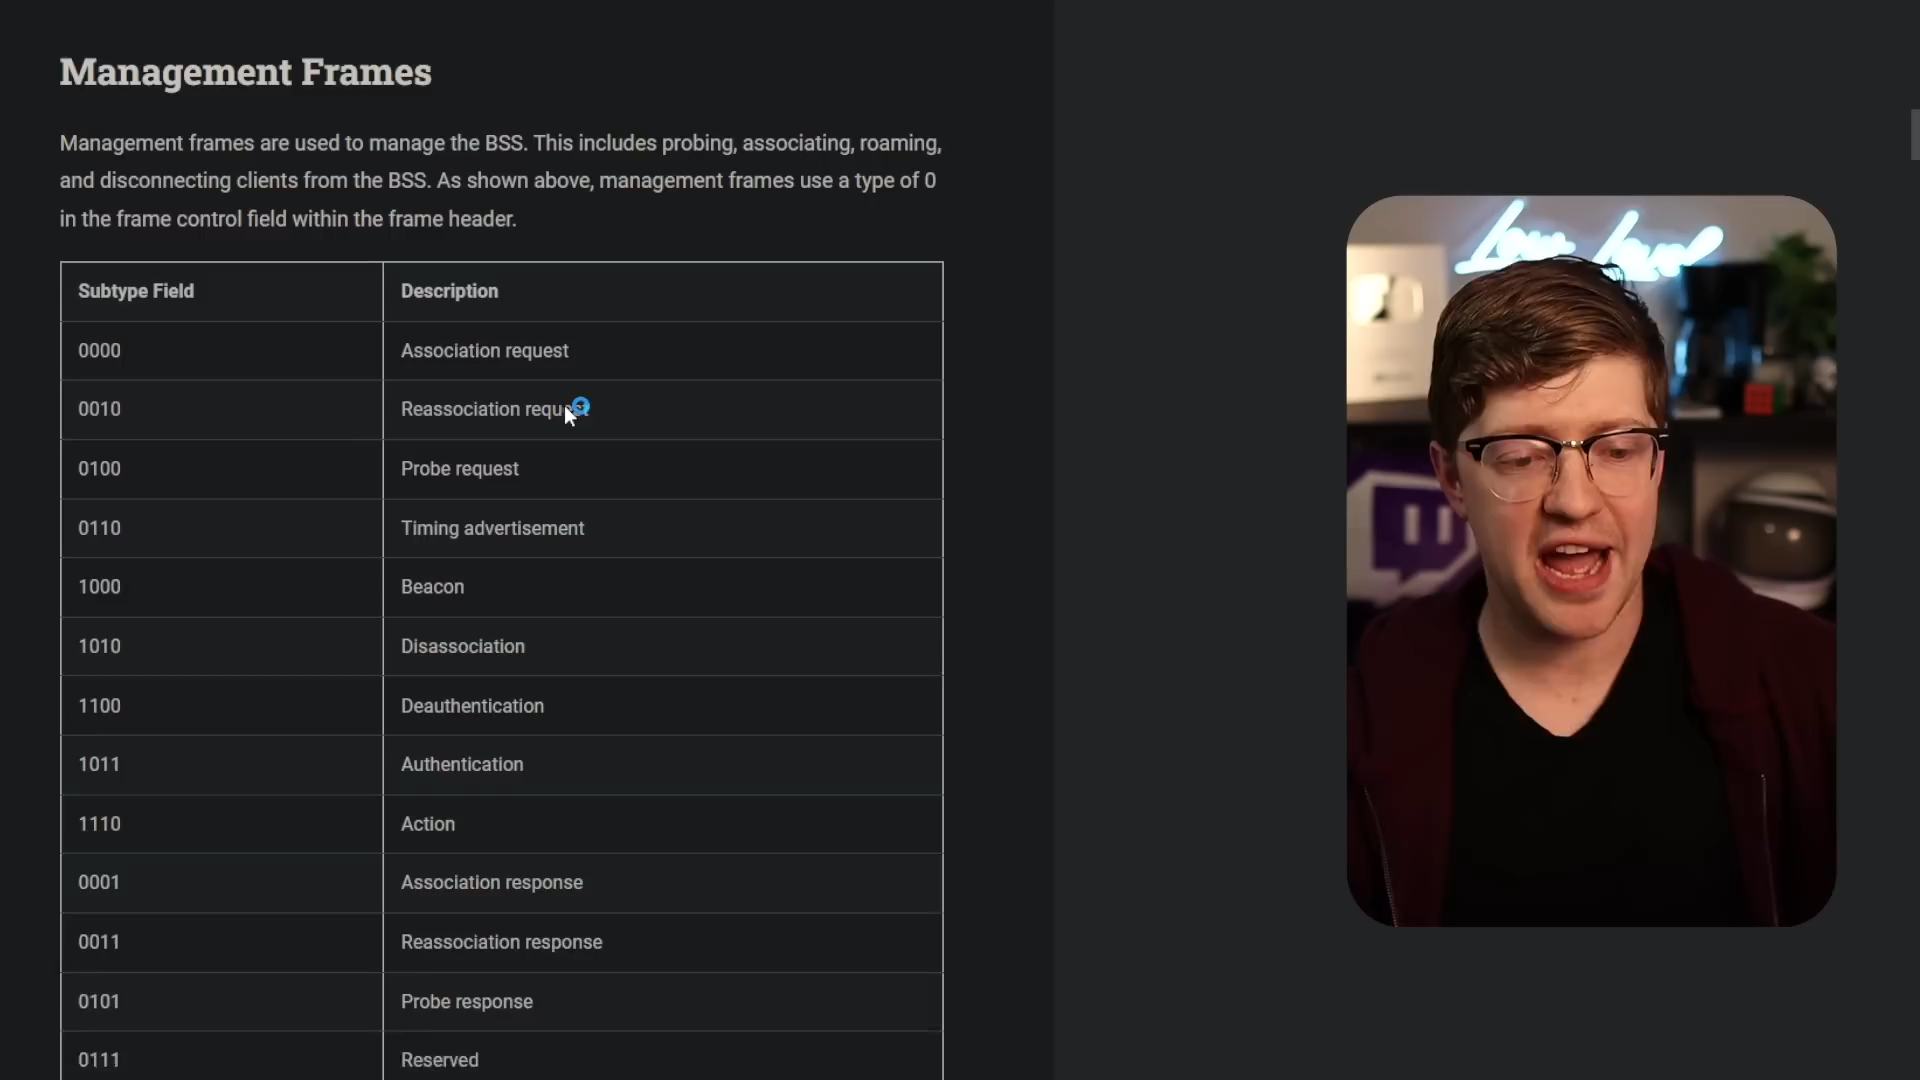 Management Frames
Management frames are used to manage the BSS. This includes probing, associating, roaming,
and disconnecting clients from the BSS. As shown above, management frames use a type of 0
in the frame control field within the frame header.
Subtype Field Description
0000 Association request
0010 Reassociation request
0100 Probe request
0110 Timing advertisement
1000 Beacon
1010 Disassociation
1100 Deauthentication
1011 Authentication
1110 Action
0001 Association response
0011 Reassociation response
0101 Probe response
0111 Reserved
Low Level